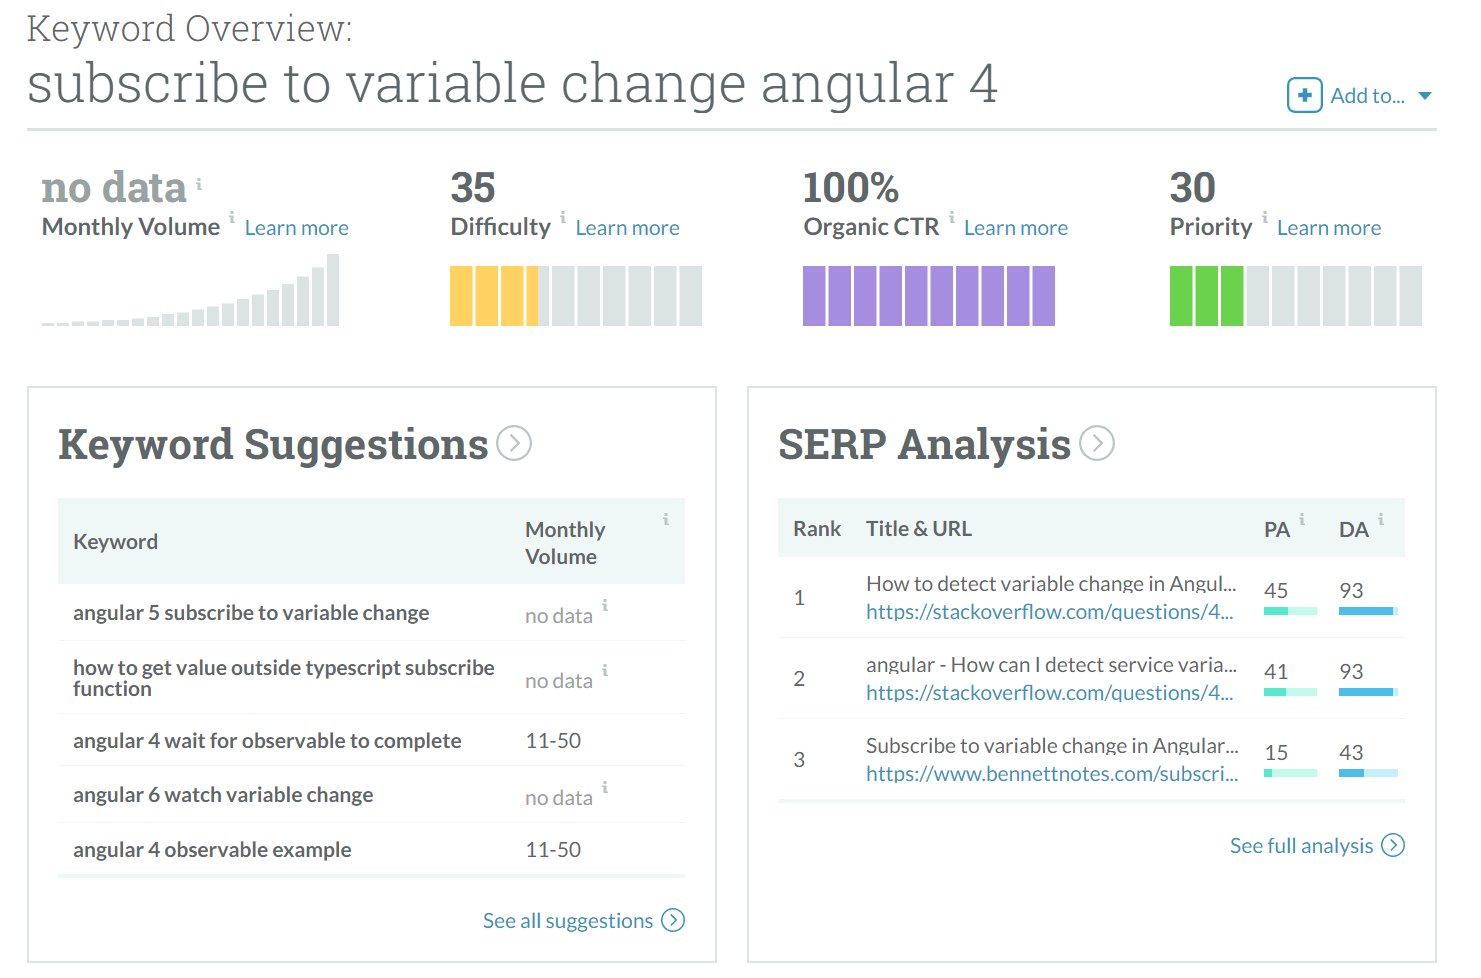 Keyword Overview:
subscribe to variable change angular 4
Add to...
no data i
Monthly Volume i Learn more
35
Difficulty i Learn more
100%
Organic CTR i Learn more
30
Priority i Learn more
Keyword Suggestions
Keyword
Monthly
Volume
i
angular 5 subscribe to variable change
no data i
how to get value outside typescript subscribe
function
no data i
angular 4 wait for observable to complete
11-50
angular 6 watch variable change
no data i
angular 4 observable example
11-50
See all suggestions
SERP Analysis
Rank Title & URL PA i DA i
1
How to detect variable change in Angul...
https://stackoverflow.com/questions/4...
45
93
2
angular - How can I detect service varia...
https://stackoverflow.com/questions/4...
41
93
3
Subscribe to variable change in Angular...
https://www.bennettnotes.com/subscri...
15
43
See full analysis